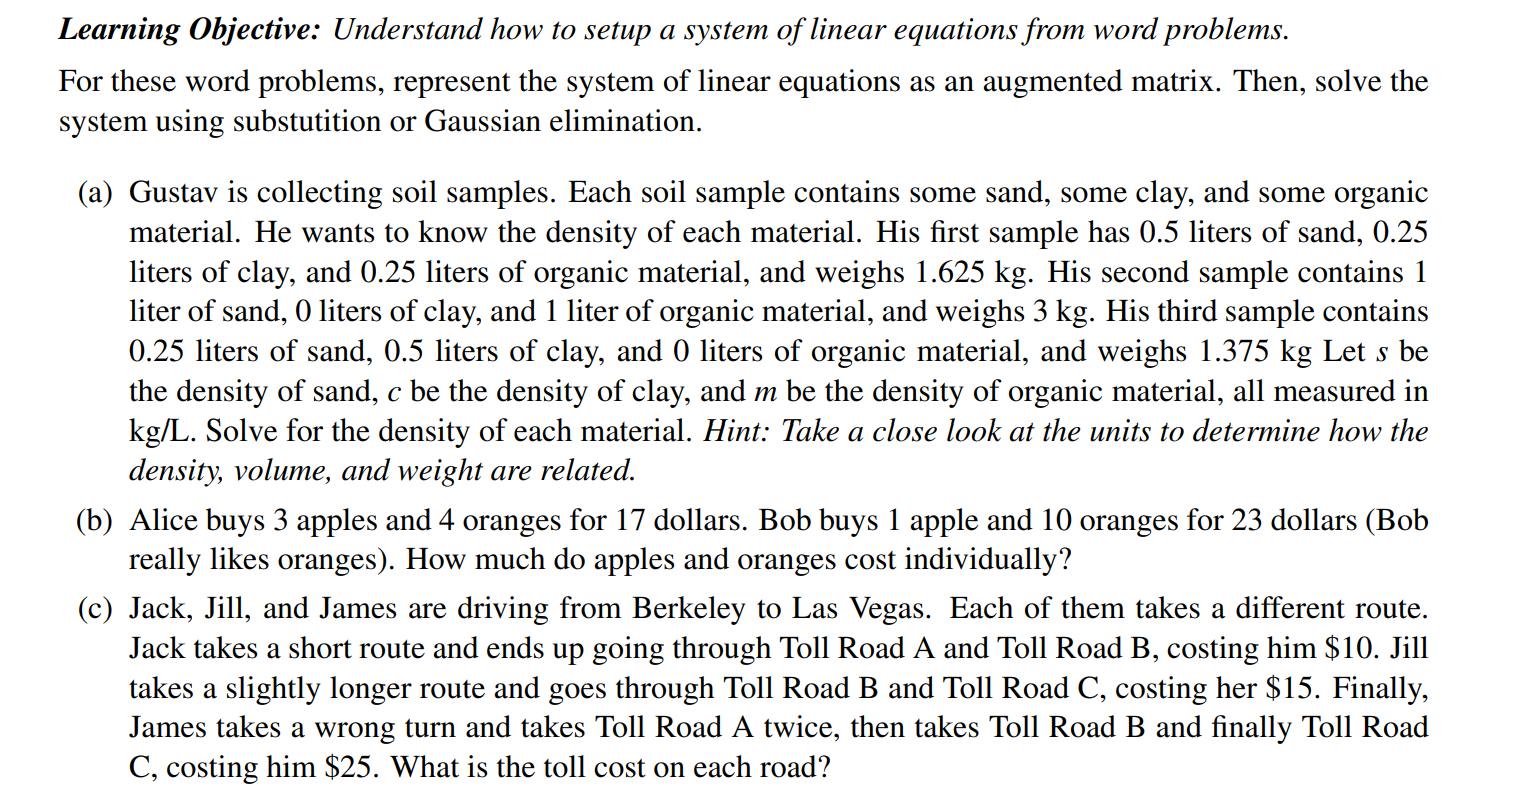 Learning Objective: Understand how to setup a system of linear equations from word problems.
For these word problems, represent the system of linear equations as an augmented matrix. Then, solve the
system using substutition or Gaussian elimination.
(a) Gustav is collecting soil samples. Each soil sample contains some sand, some clay, and some organic
material. He wants to know the density of each material. His first sample has 0.5 liters of sand, 0.25
liters of clay, and 0.25 liters of organic material, and weighs 1.625 kg. His second sample contains 1
liter of sand, 0 liters of clay, and 1 liter of organic material, and weighs 3 kg. His third sample contains
0.25 liters of sand, 0.5 liters of clay, and 0 liters of organic material, and weighs 1.375 kg Let s be
the density of sand, c be the density of clay, and m be the density of organic material, all measured in
kg/L. Solve for the density of each material. Hint: Take a close look at the units to determine how the
density, volume, and weight are related.
(b) Alice buys 3 apples and 4 oranges for 17 dollars. Bob buys 1 apple and 10 oranges for 23 dollars (Bob
really likes oranges). How much do apples and oranges cost individually?
(c) Jack, Jill, and James are driving from Berkeley to Las Vegas. Each of them takes a different route.
Jack takes a short route and ends up going through Toll Road A and Toll Road B, costing him $10. Jill
takes a slightly longer route and goes through Toll Road B and Toll Road C, costing her $15. Finally,
James takes a wrong turn and takes Toll Road A twice, then takes Toll Road B and finally Toll Road
C, costing him $25. What is the toll cost on each road?